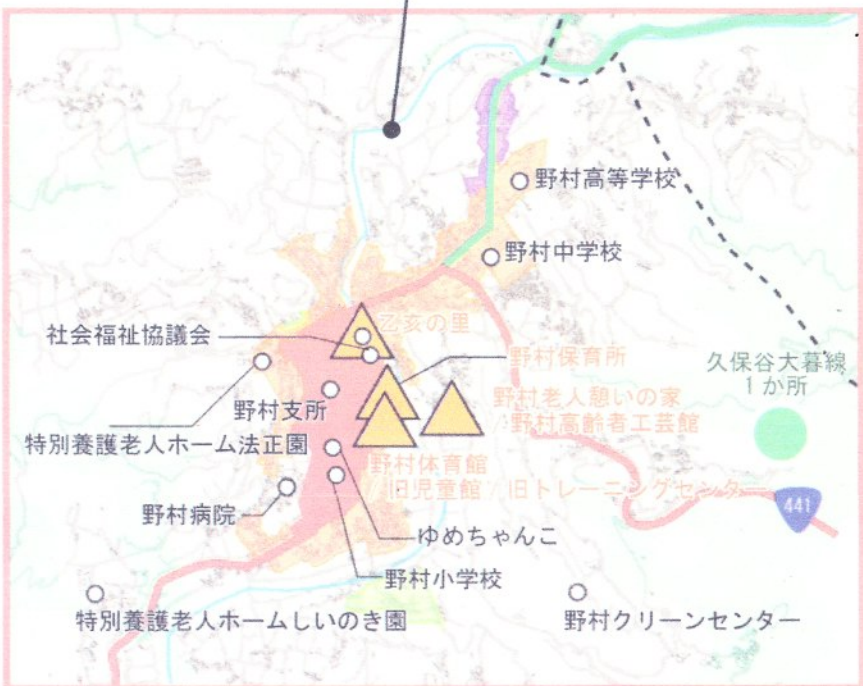 野村高等学校
野村中学校
乙亥の里
社会福祉協議会
野村保育所
久保谷大暮線
1か所
野村支所
野村老人憩いの家
/野村高齢者工芸館
特別養護老人ホーム法正園
野村体育館
/旧児童館/旧トレーニングセンター
441
野村病院
ゆめちゃんこ
野村小学校
特別養護老人ホームしいのき園
野村クリーンセンター